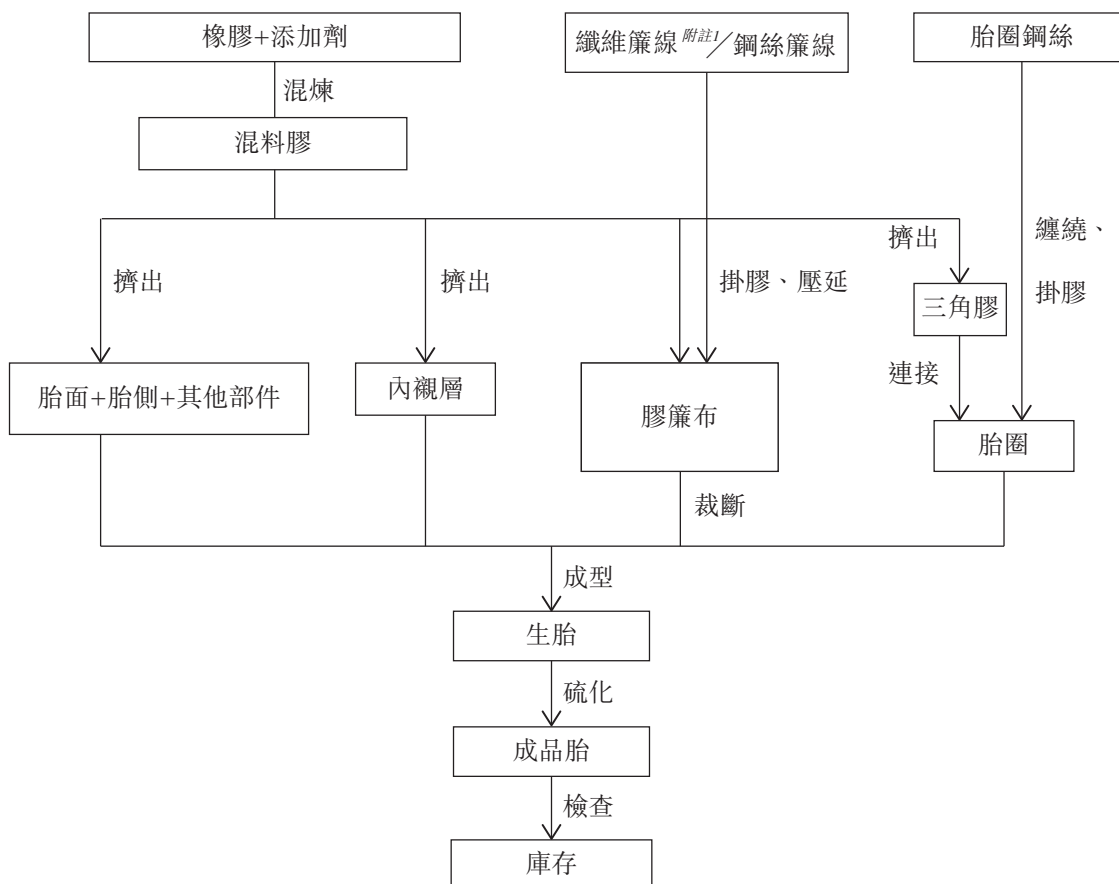 橡膠+添加劑
纖維簾線附註1/鋼絲簾線
胎圈鋼絲
混煉
混料膠
擠出
擠出
掛膠、壓延
擠出
纏繞、
掛膠
三角膠
連接
胎面+胎側+其他部件
內襯層
膠簾布
胎圈
裁斷
成型
生胎
硫化
成品胎
檢查
庫存